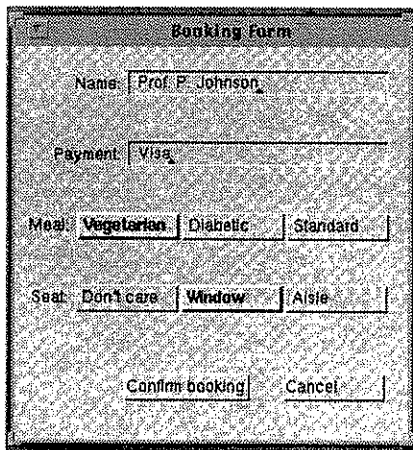 Booking Form
Name: Prof. P. Johnson
Payment: Visa
Meal: Vegetarian Diabetic Standard
Seat: Don't care Window Aisle
Confirm booking Cancel